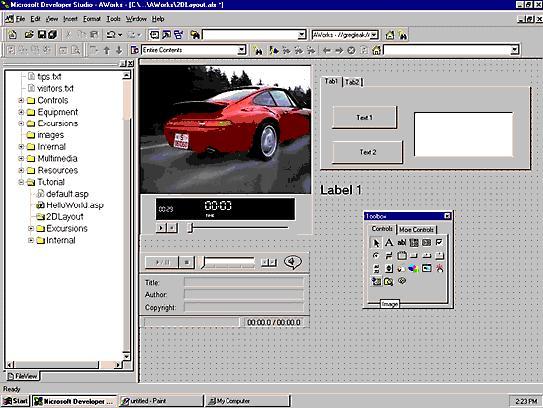 Microsoft Developer Studio - AWorks - [C:\...\AWorks\2DLayout.alx *]
File Edit View Insert Format Tools Window Help
AWorks - //gregleak/A
Entire Contents
tips.txt
visitors.txt
Controls
Equipment
Excursions
images
Internal
Multimedia
Resources
Tutorial
default.asp
HelloWorld.asp
2DLayout
Excursions
Internal
FileView
00:29
00:03
TIME
Title:
Author:
Copyright:
00:00.0 / 00:00.0
Tab1 Tab2
Text 1
Text 2
Label 1
Toolbox
Controls More Controls
A ab|
Image
Ready
Start Microsoft Developer ... untitled - Paint My Computer 2:23 PM